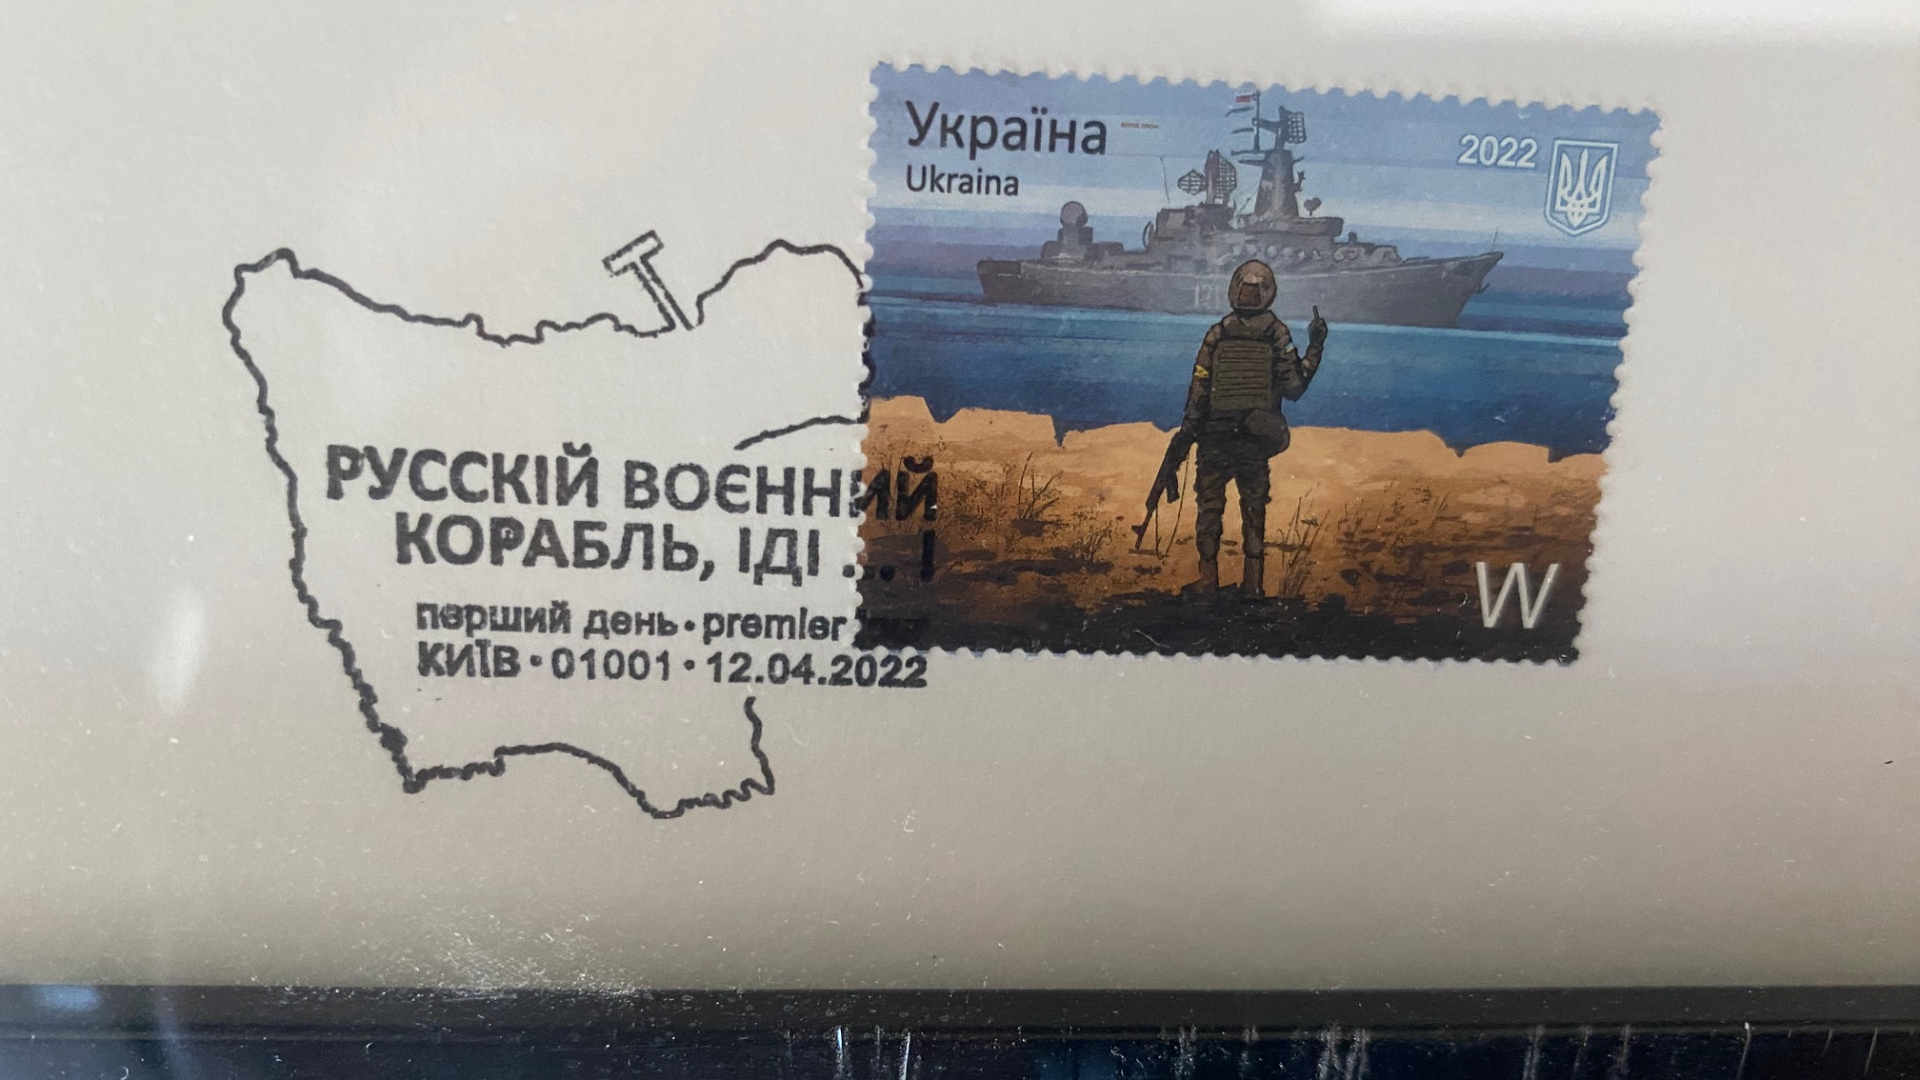 Україна
Ukraina
2022
РУССКІЙ ВОЄННИЙ
КОРАБЛЬ, ІДІ ... !
перший день • premier
КИЇВ • 01001 • 12.04.2022
W